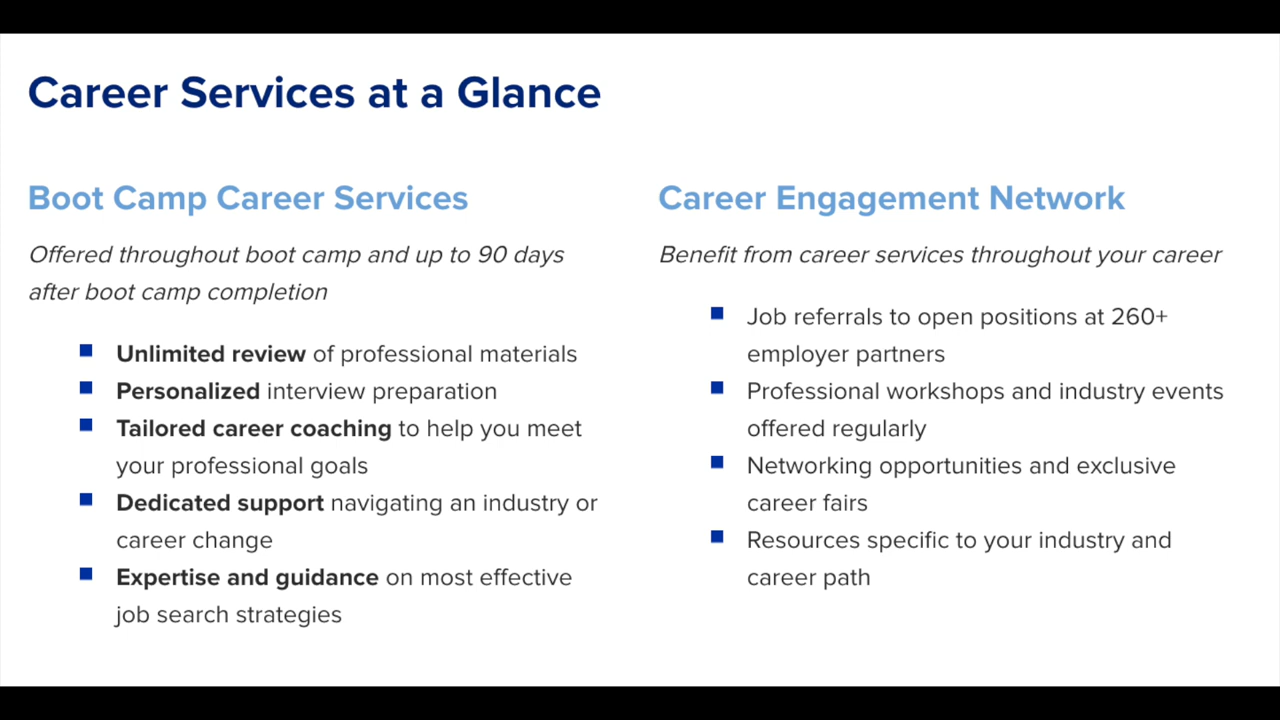 Career Services at a Glance
Boot Camp Career Services
Offered throughout boot camp and up to 90 days
after boot camp completion
Unlimited review of professional materials
Personalized interview preparation
Tailored career coaching to help you meet
your professional goals
Dedicated support navigating an industry or
career change
Expertise and guidance on most effective
job search strategies
Career Engagement Network
Benefit from career services throughout your career
Job referrals to open positions at 260+
employer partners
Professional workshops and industry events
offered regularly
Networking opportunities and exclusive
career fairs
Resources specific to your industry and
career path